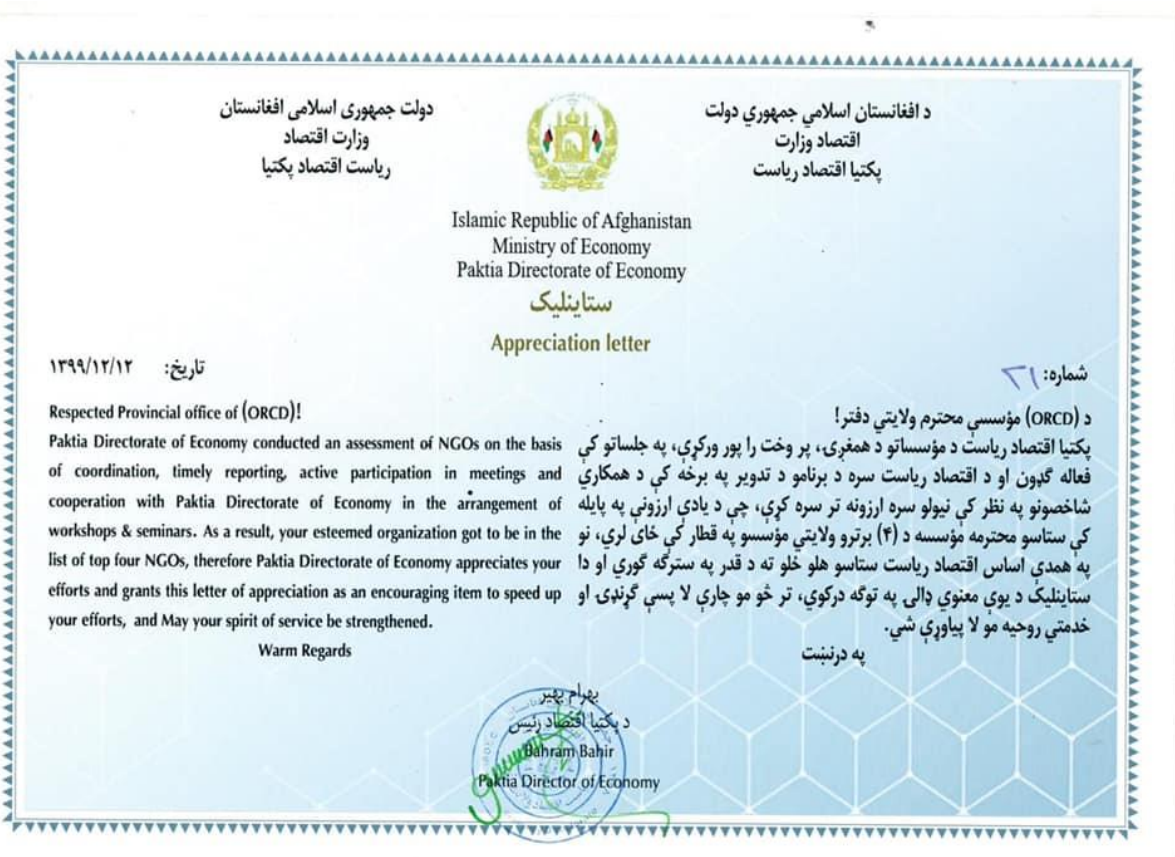 دولت جمهوری اسلامی افغانستان
وزارت اقتصاد
ریاست اقتصاد پکتیا
د افغانستان اسلامي جمهوري دولت
اقتصاد وزارت
پکتیا اقتصاد ریاست
Islamic Republic of Afghanistan
Ministry of Economy
Paktia Directorate of Economy
ستاینلیک
Appreciation letter
تاریخ: ۱۳۹۹/۱۲/۱۲
شماره: ۳۱
Respected Provincial office of (ORCD)!
Paktia Directorate of Economy conducted an assessment of NGOs on the basis
of coordination, timely reporting, active participation in meetings and
cooperation with Paktia Directorate of Economy in the arrangement of
workshops & seminars. As a result, your esteemed organization got to be in the
list of top four NGOs, therefore Paktia Directorate of Economy appreciates your
efforts and grants this letter of appreciation as an encouraging item to speed up
your efforts, and May your spirit of service be strengthened.
Warm Regards
د (ORCD) مؤسسې محترم ولایتي دفتر!
پکتیا اقتصاد ریاست د مؤسساتو د همغږۍ، پر وخت را پور ورکړې، په جلساتو کې
فعاله ګډون او د اقتصاد ریاست سره د برنامو د تدویر په برخه کې د همکارۍ
شاخصونو په نظر کې نیولو سره ارزونه تر سره کړې، چې د یادې ارزونې په پایله
کې ستاسو محترمه مؤسسه د (۴) برترو ولایتي مؤسسو په قطار کې ځای لري، نو
په همدې اساس اقتصاد ریاست ستاسو هلو ځلو ته د قدر په سترګه ګوري او دا
ستاینلیک د یوې معنوي ډالۍ په توګه درکوي، تر څو مو چارې لا پسې ګړندۍ او
خدمتي روحیه مو لا پیاوړې شي.
په درنښت
بهرام بهیر
د پکتیا اقتصاد رئیس
Bahram Bahir
Paktia Director of Economy